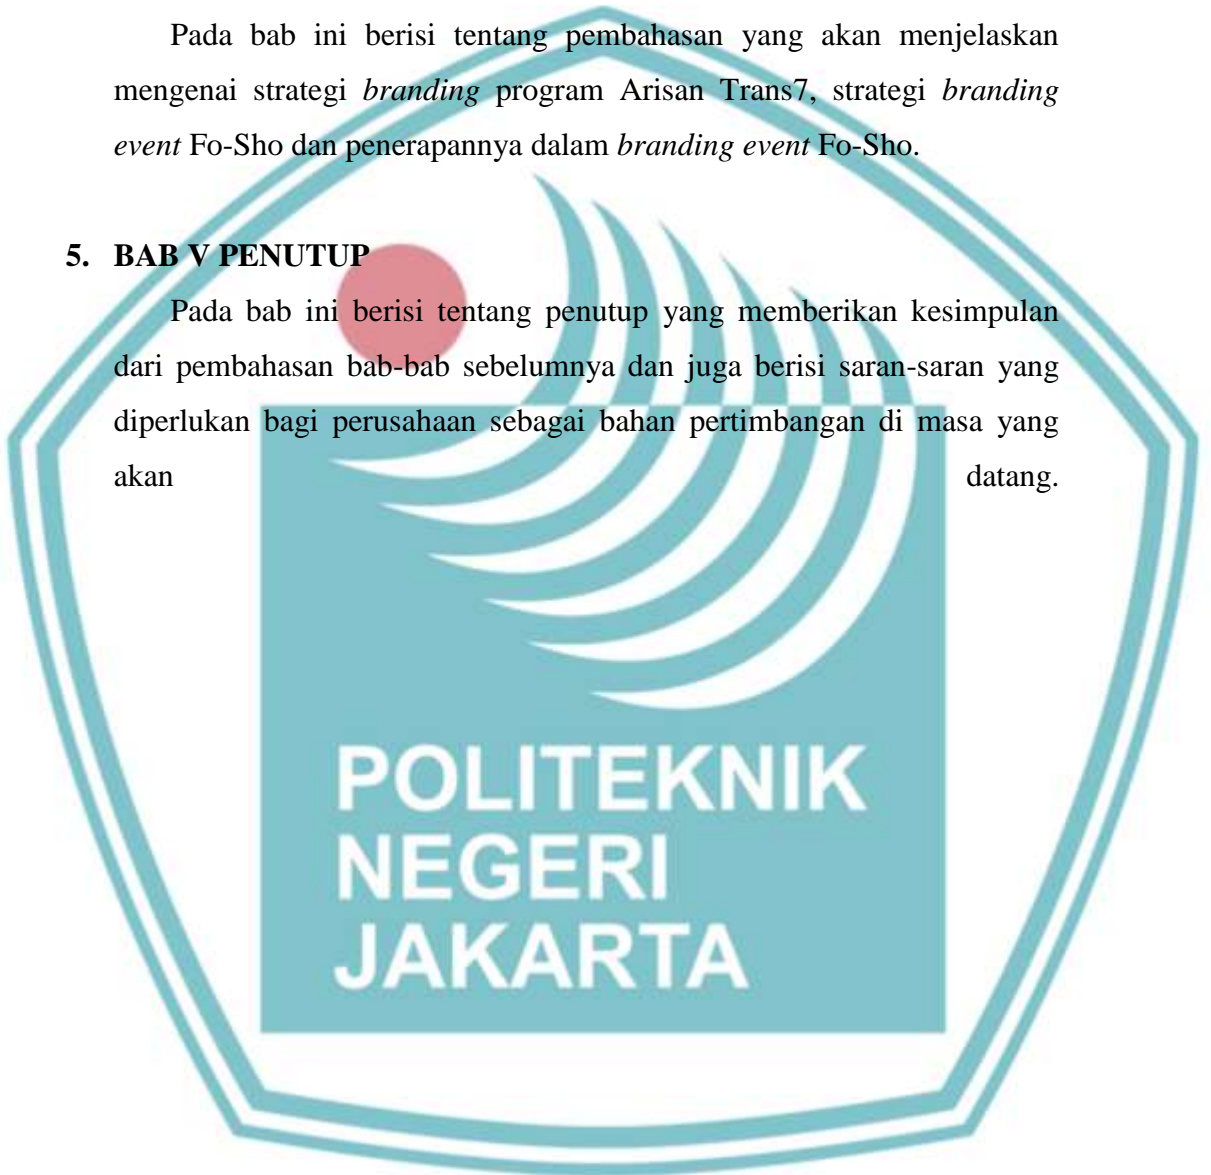 Pada bab ini berisi tentang pembahasan yang akan menjelaskan
mengenai strategi branding program Arisan Trans7, strategi branding
event Fo-Sho dan penerapannya dalam branding event Fo-Sho.
5. BAB V PENUTUP
Pada bab ini berisi tentang penutup yang memberikan kesimpulan
dari pembahasan bab-bab sebelumnya dan juga berisi saran-saran yang
diperlukan bagi perusahaan sebagai bahan pertimbangan di masa yang
akan datang.
POLITEKNIK
NEGERI
JAKARTA